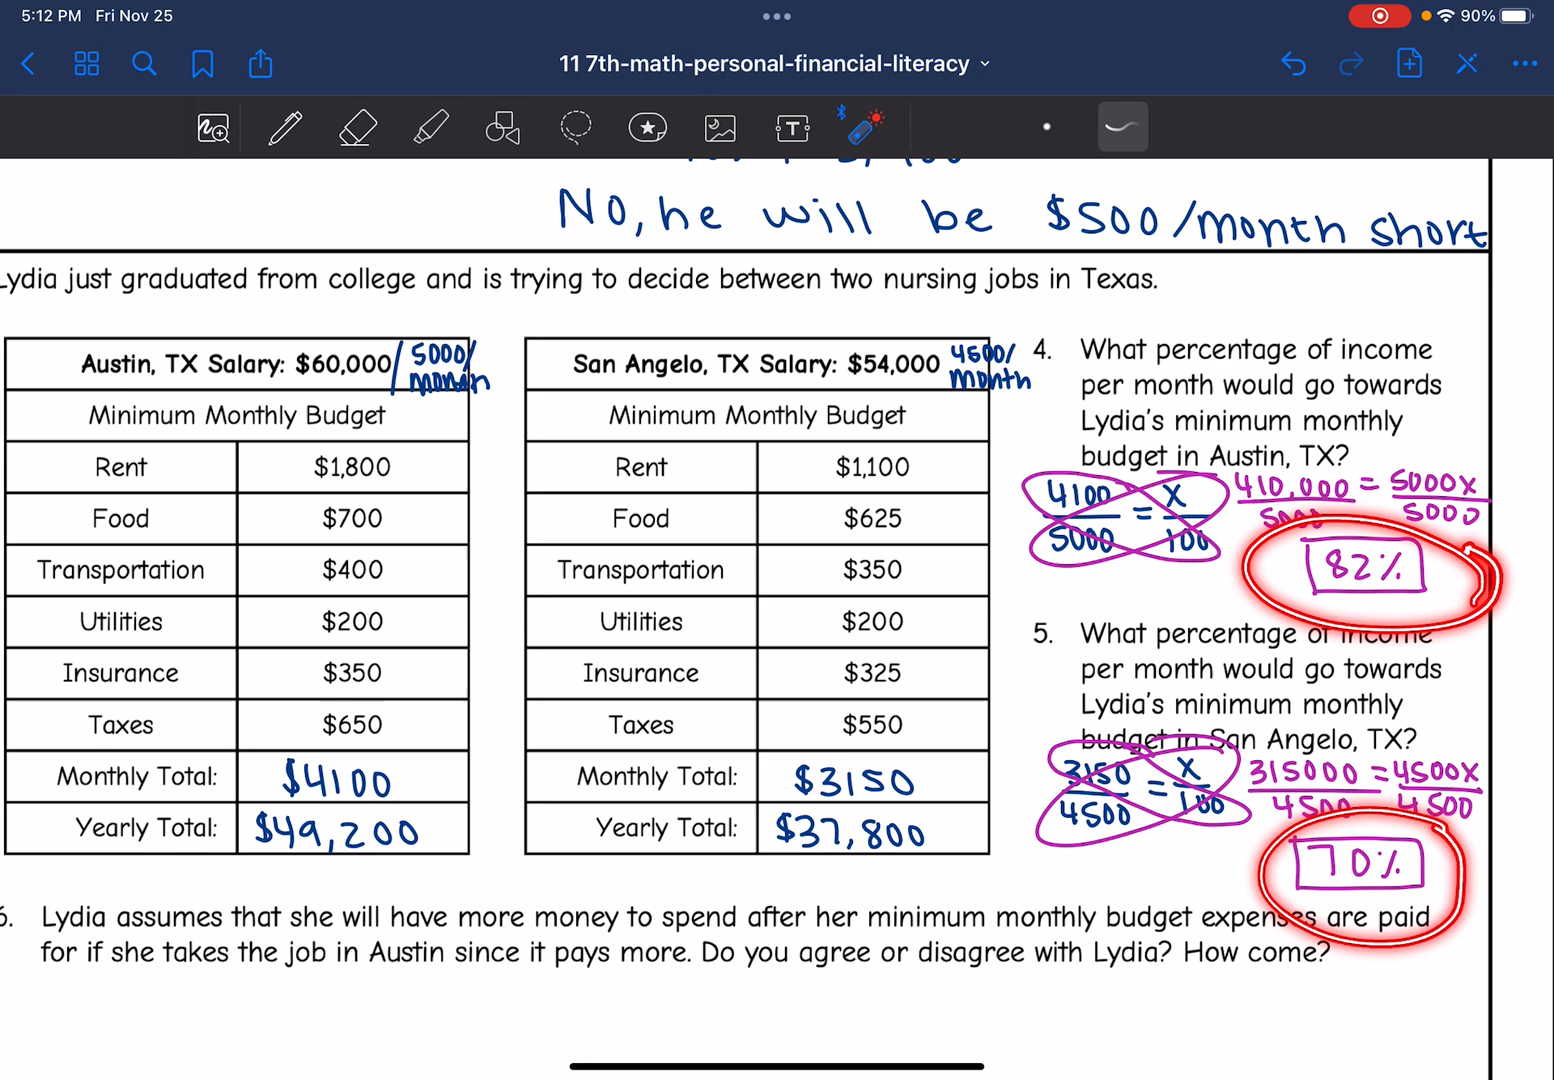 5:12 PM Fri Nov 25
90%
11 7th-math-personal-financial-literacy
No, he will be $500/month short
Lydia just graduated from college and is trying to decide between two nursing jobs in Texas.
Austin, TX Salary: $60,000 / 5000/ month
Minimum Monthly Budget
Rent $1,800
Food $700
Transportation $400
Utilities $200
Insurance $350
Taxes $650
Monthly Total: $4100
Yearly Total: $49,200
San Angelo, TX Salary: $54,000 4500/ month
Minimum Monthly Budget
Rent $1,100
Food $625
Transportation $350
Utilities $200
Insurance $325
Taxes $550
Monthly Total: $3150
Yearly Total: $37,800
4. What percentage of income
per month would go towards
Lydia's minimum monthly
budget in Austin, TX?
4100 = X 410,000 = 5000X
5000 100 5000 5000
82%
5. What percentage of income
per month would go towards
Lydia's minimum monthly
budget in San Angelo, TX?
3150 = X 315000 = 4500X
4500 100 4500 4500
70%
6. Lydia assumes that she will have more money to spend after her minimum monthly budget expenses are paid
for if she takes the job in Austin since it pays more. Do you agree or disagree with Lydia? How come?